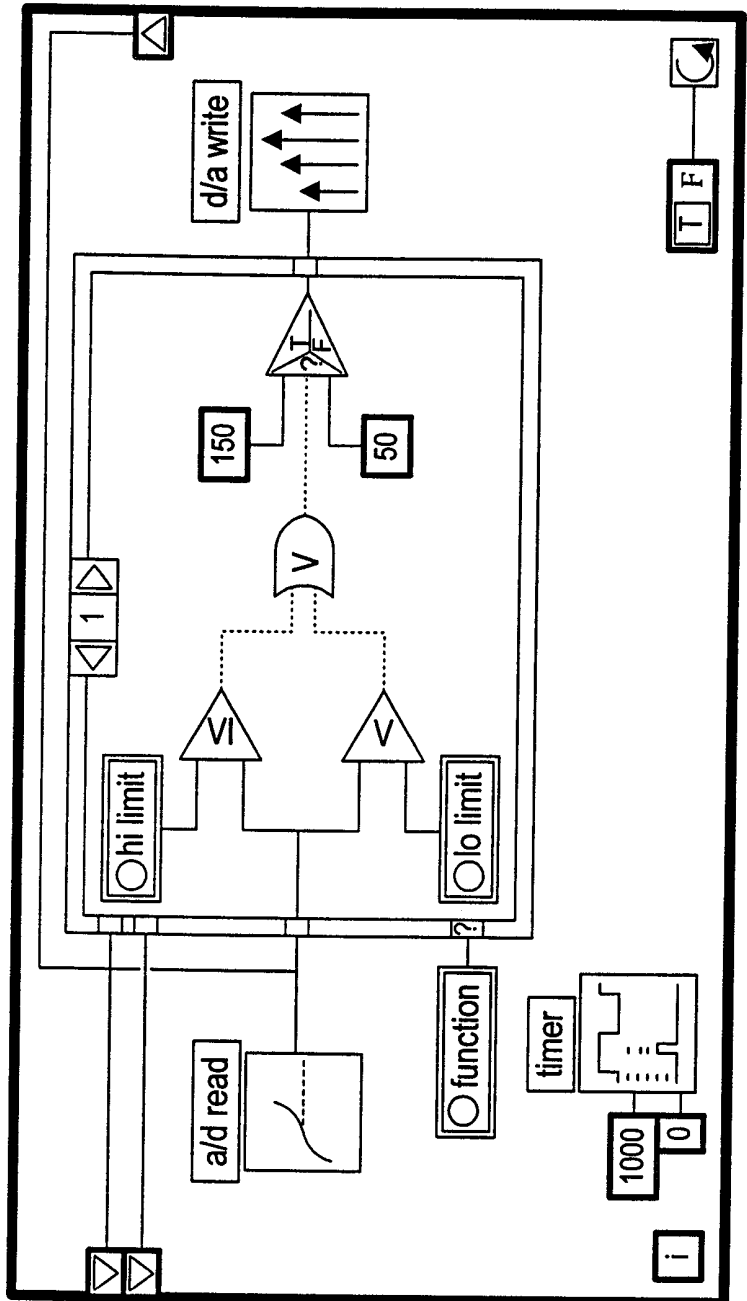 1
hi limit
a/d read
≤
150
d/a write
V
?
T
F
<
50
function
?
lo limit
timer
1000
0
i
T F